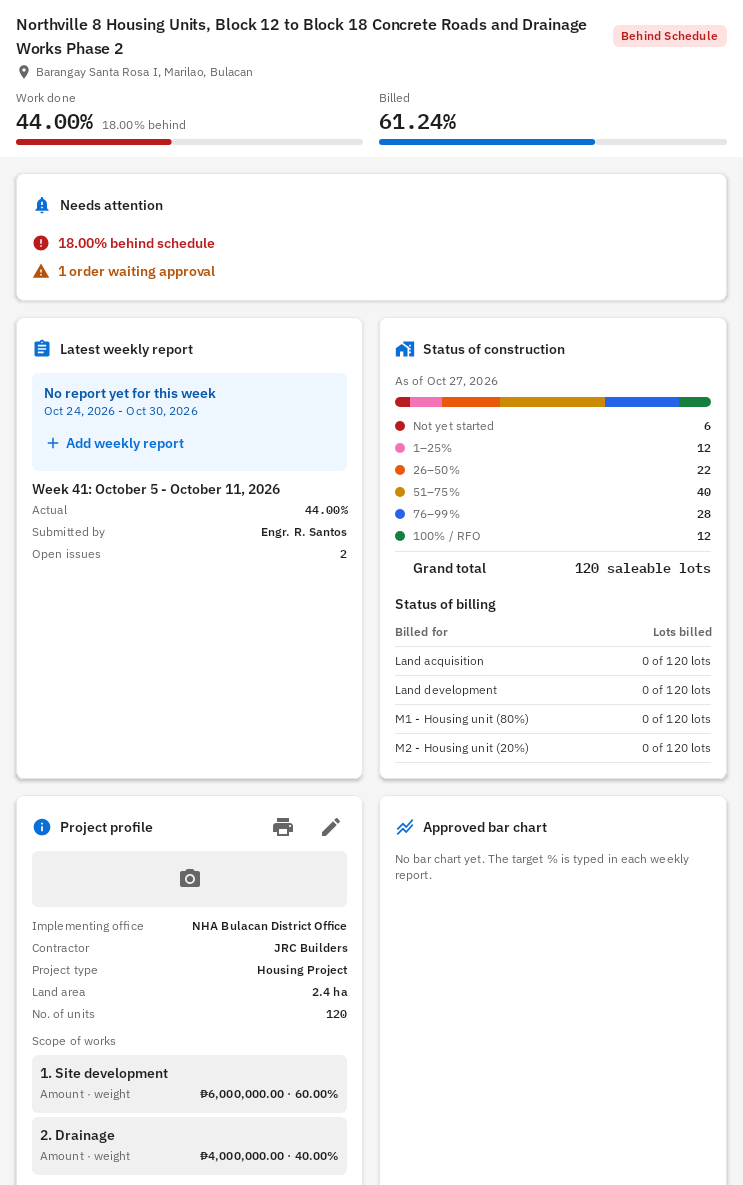 Northville 8 Housing Units, Block 12 to Block 18 Concrete Roads and Drainage
Works Phase 2
Behind Schedule
Barangay Santa Rosa I, Marilao, Bulacan
Work done
44.00% 18.00% behind
Billed
61.24%
Needs attention
18.00% behind schedule
1 order waiting approval
Latest weekly report
No report yet for this week
Oct 24, 2026 - Oct 30, 2026
+ Add weekly report
Week 41: October 5 - October 11, 2026
Actual 44.00%
Submitted by Engr. R. Santos
Open issues 2
Status of construction
As of Oct 27, 2026
Not yet started 6
1–25% 12
26–50% 22
51–75% 40
76–99% 28
100% / RFO 12
Grand total 120 saleable lots
Status of billing
Billed for Lots billed
Land acquisition 0 of 120 lots
Land development 0 of 120 lots
M1 - Housing unit (80%) 0 of 120 lots
M2 - Housing unit (20%) 0 of 120 lots
Project profile
Implementing office NHA Bulacan District Office
Contractor JRC Builders
Project type Housing Project
Land area 2.4 ha
No. of units 120
Scope of works
1. Site development
Amount · weight ₱6,000,000.00 · 60.00%
2. Drainage
Amount · weight ₱4,000,000.00 · 40.00%
Approved bar chart
No bar chart yet. The target % is typed in each weekly
report.